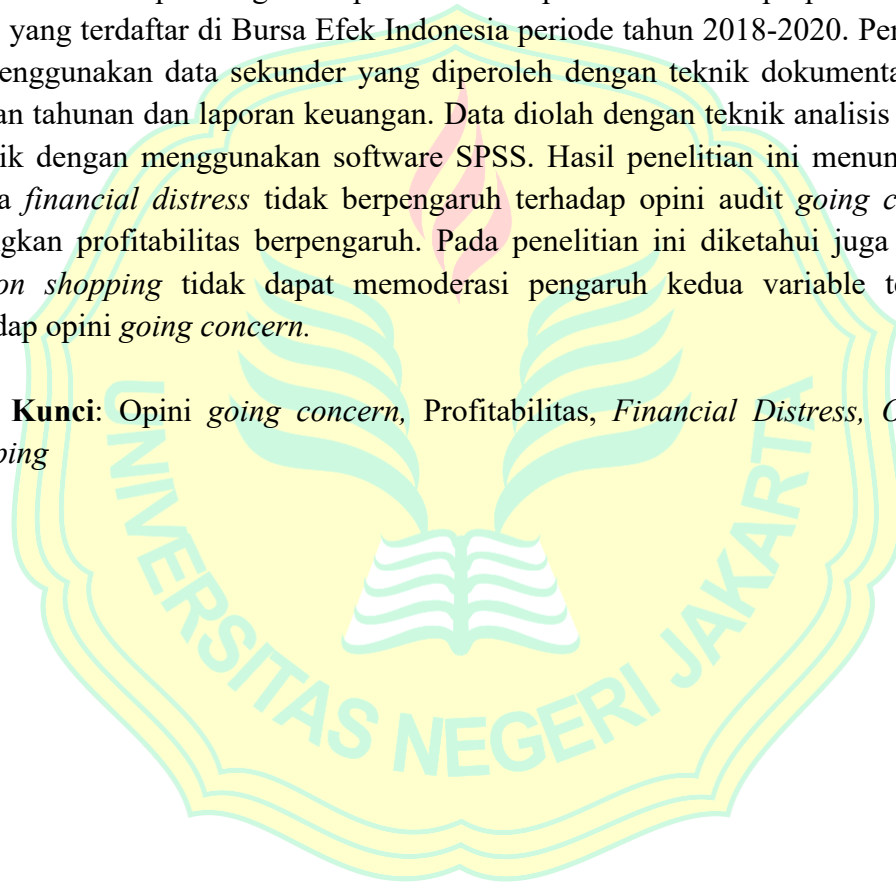 yang terdaftar di Bursa Efek Indonesia periode tahun 2018-2020. Per
enggunakan data sekunder yang diperoleh dengan teknik dokumenta
an tahunan dan laporan keuangan. Data diolah dengan teknik analisis
ik dengan menggunakan software SPSS. Hasil penelitian ini menun
a financial distress tidak berpengaruh terhadap opini audit going c
gkan profitabilitas berpengaruh. Pada penelitian ini diketahui juga
on shopping tidak dapat memoderasi pengaruh kedua variable te
dap opini going concern.
Kunci: Opini going concern, Profitabilitas, Financial Distress, O
ping
UNIVERSITAS NEGERI JAKARTA